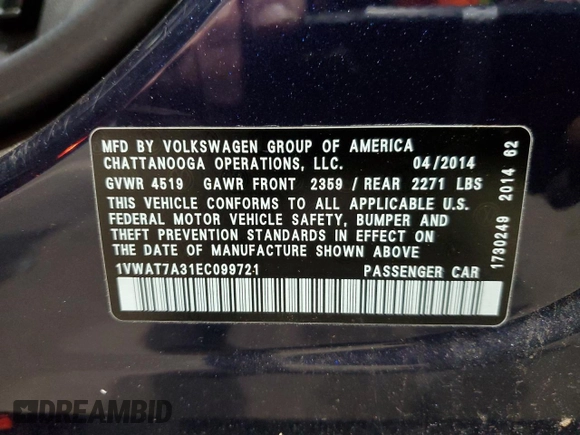 MFD BY VOLKSWAGEN GROUP OF AMERICA
CHATTANOOGA OPERATIONS, LLC. 04/2014
GVWR 4519 GAWR FRONT 2359 / REAR 2271 LBS
THIS VEHICLE CONFORMS TO ALL APPLICABLE U.S.
FEDERAL MOTOR VEHICLE SAFETY, BUMPER AND
THEFT PREVENTION STANDARDS IN EFFECT ON
THE DATE OF MANUFACTURE SHOWN ABOVE
1VWAT7A31EC099721 PASSENGER CAR
1730249 2014 62
DREAMBID